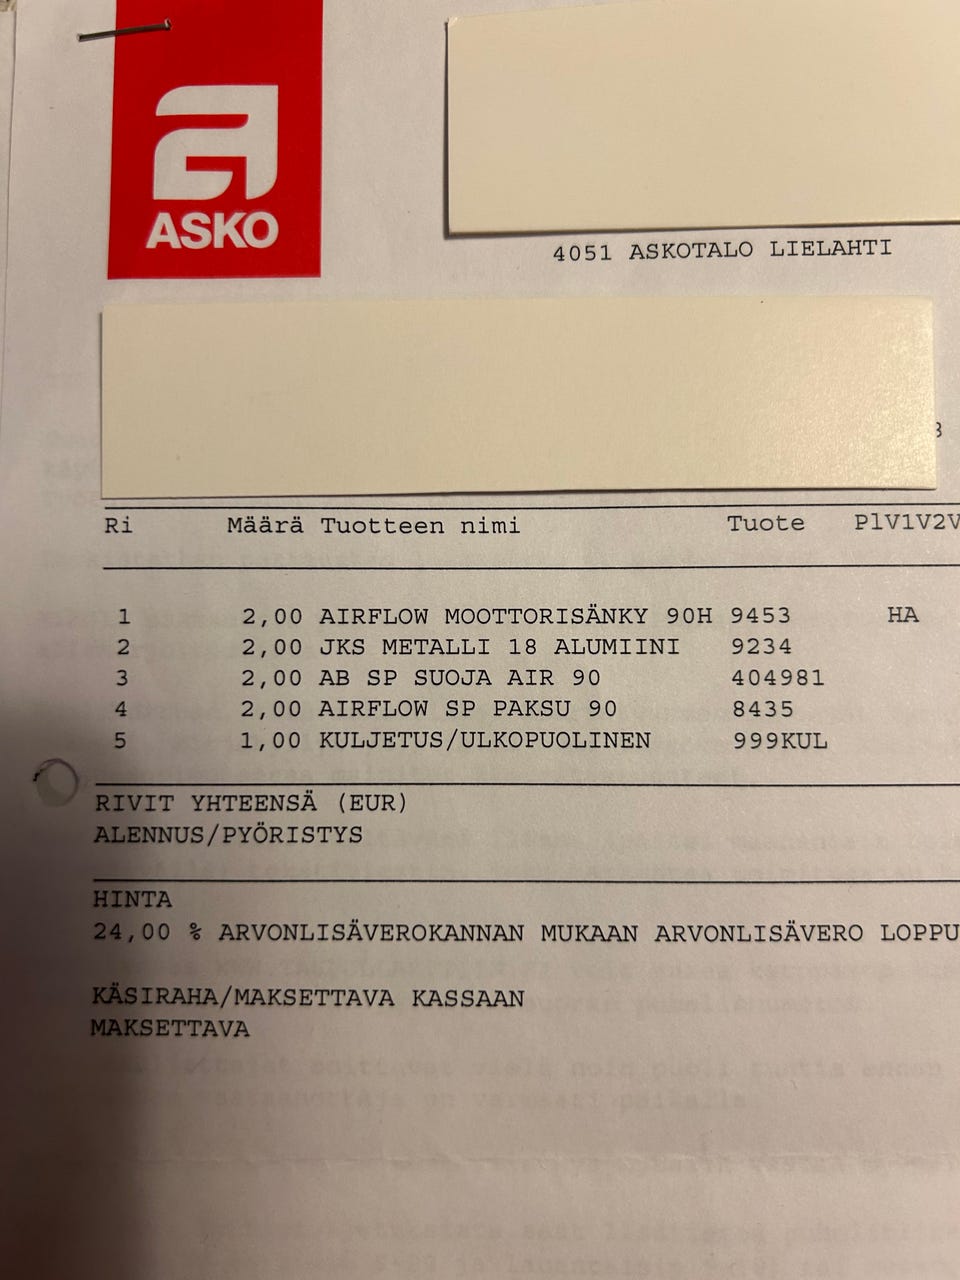 ASKO
4051 ASKOTALO LIELAHTI
Ri Määrä Tuotteen nimi Tuote PlV1V2V
1 2,00 AIRFLOW MOOTTORISÄNKY 90H 9453 HA
2 2,00 JKS METALLI 18 ALUMIINI 9234
3 2,00 AB SP SUOJA AIR 90 404981
4 2,00 AIRFLOW SP PAKSU 90 8435
5 1,00 KULJETUS/ULKOPUOLINEN 999KUL
RIVIT YHTEENSÄ (EUR)
ALENNUS/PYÖRISTYS
HINTA
24,00 % ARVONLISÄVEROKANNAN MUKAAN ARVONLISÄVERO LOPPU
KÄSIRAHA/MAKSETTAVA KASSAAN
MAKSETTAVA